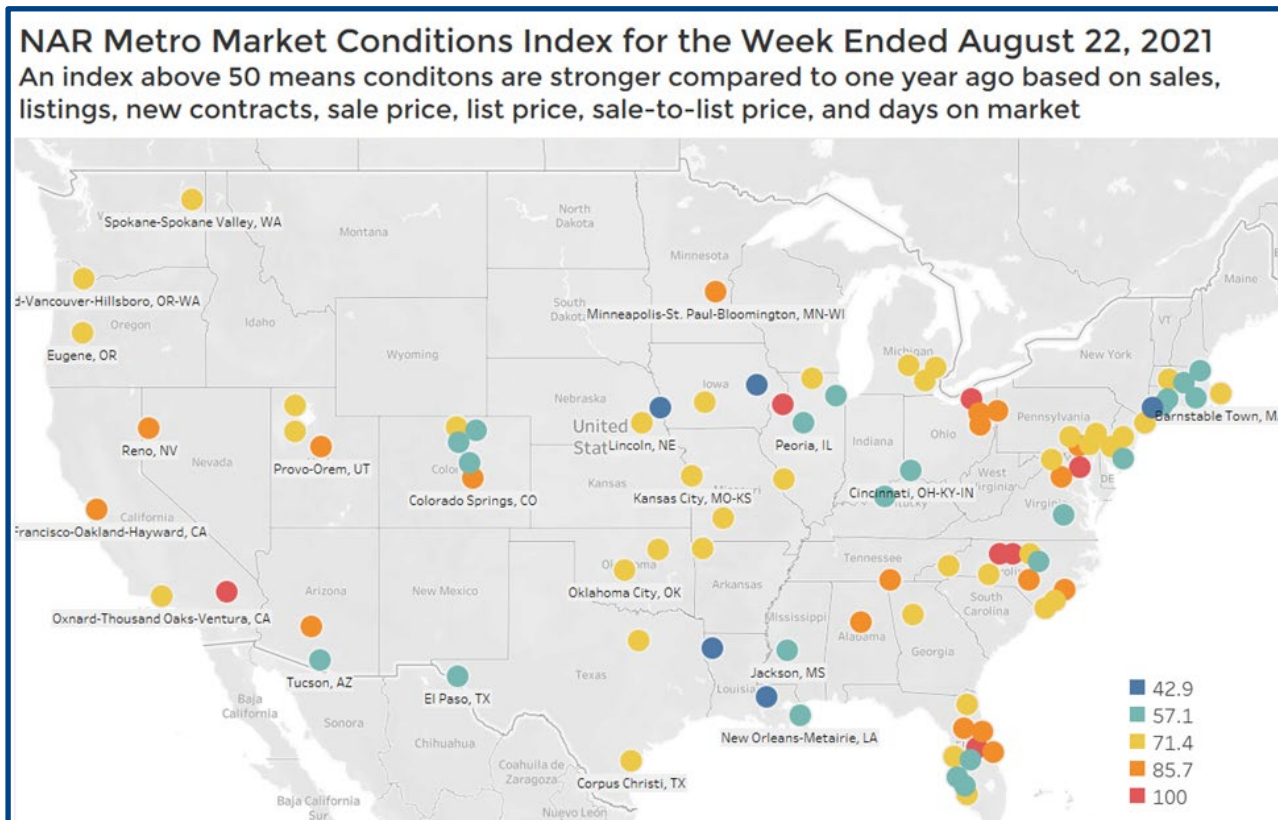 NAR Metro Market Conditions Index for the Week Ended August 22, 2021
An index above 50 means conditons are stronger compared to one year ago based on sales,
listings, new contracts, sale price, list price, sale-to-list price, and days on market
North
Dakota
Montana
Minnesota
Maine
Spokane-Spokane Valley, WA
d-Vancouver-Hillsboro, OR-WA
Oregon
Idaho
South
Dakota
Minneapolis-St. Paul-Bloomington, MN-WI
VT
Eugene, OR
Wyoming
Michigan
New York
Iowa
Nebraska
Pennsylvania
Barnstable Town, MA
United
Stat
Lincoln, NE
Peoria, IL
Indiana
Ohio
Reno, NV
Nevada
Provo-Orem, UT
Colo
Colorado Springs, CO
Kansas
Kansas City, MO-KS
Cincinnati, OH-KY-IN
West
Virginia
DE
Virginia
Francisco-Oakland-Hayward, CA
California
Tennessee
Oklahoma City, OK
Arkansas
Oxnard-Thousand Oaks-Ventura, CA
Arizona
New Mexico
Mississippi
Alabama
Georgia
South
Carolina
Tucson, AZ
El Paso, TX
Texas
Louisia
Jackson, MS
Baja
California
Sonora
Chihuahua
New Orleans-Metairie, LA
Coahuila de
Zaragoza
Corpus Christi, TX
Baja California
Sur
Nuevo León
42.9
57.1
71.4
85.7
100